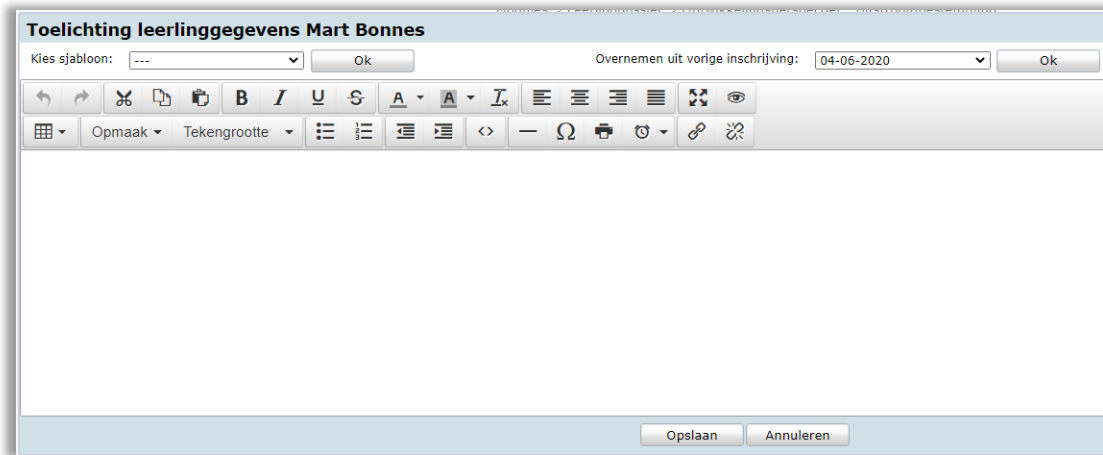 Toelichting leerlinggegevens Mart Bonnes
Kies sjabloon: --- Ok Overnemen uit vorige inschrijving: 04-06-2020 Ok
B I U S A A Ix
Opmaak Tekengrootte Ω
Opslaan Annuleren